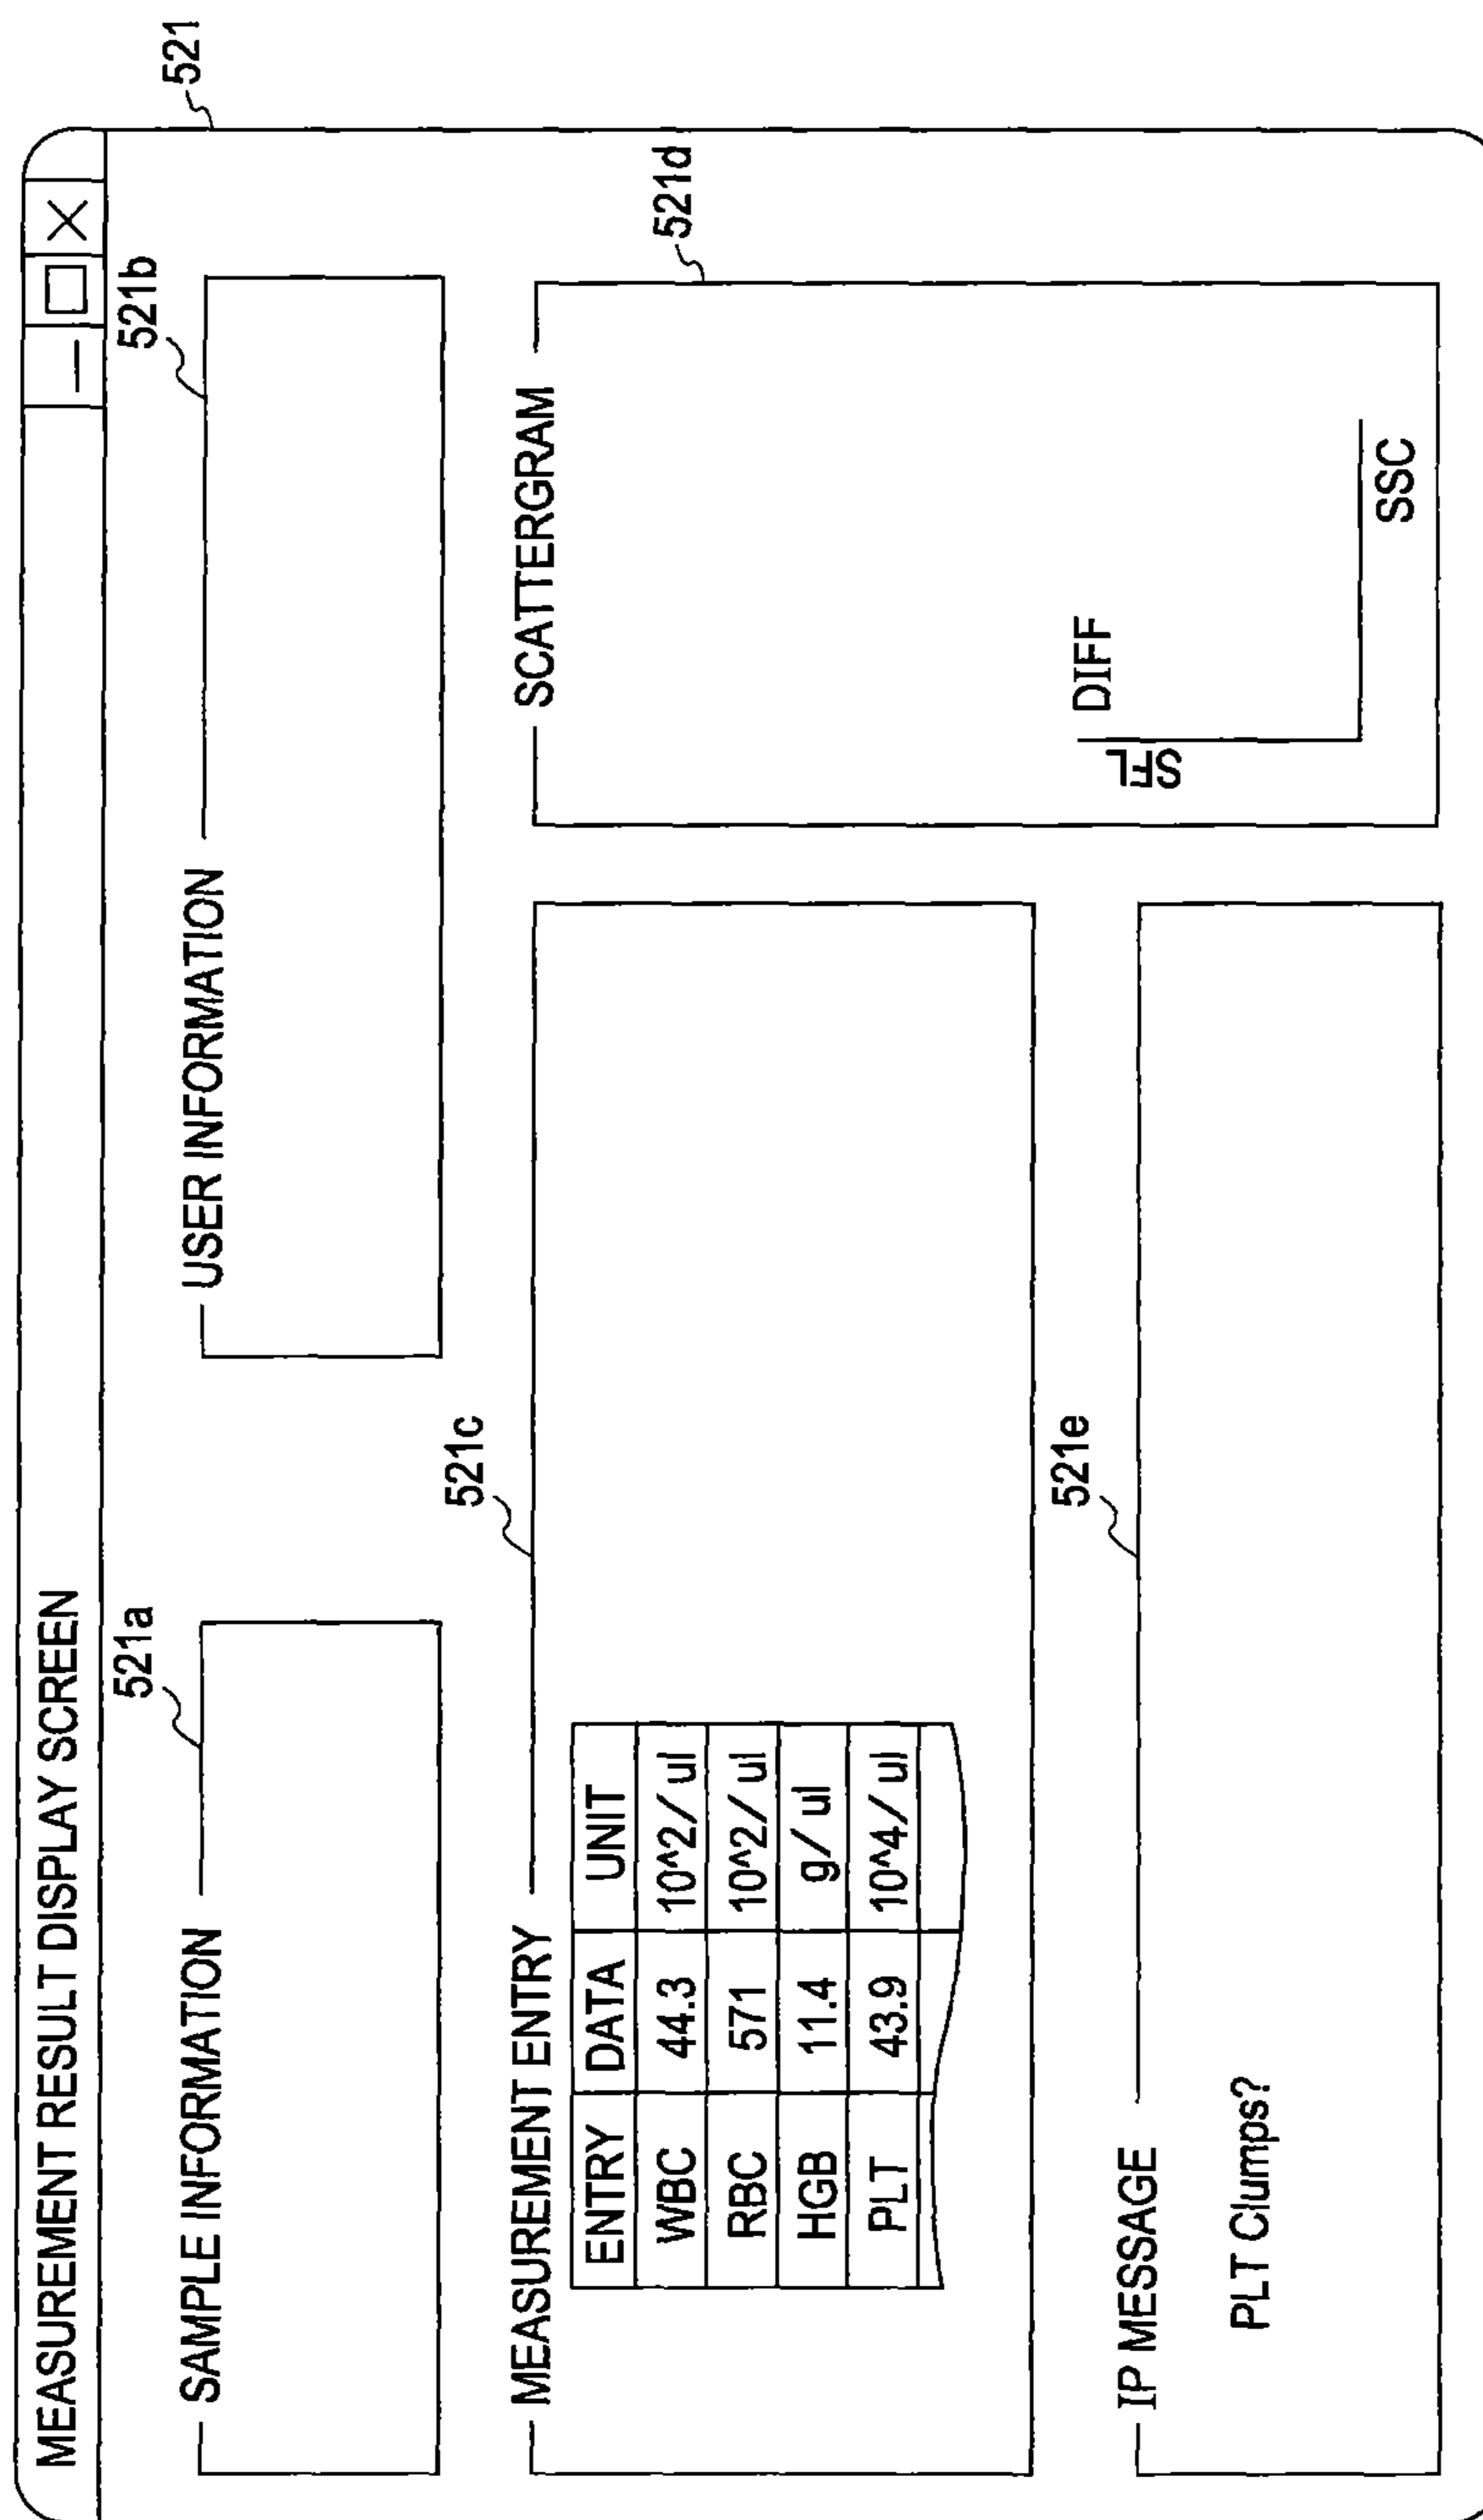 MEASUREMENT RESULT DISPLAY SCREEN
521
521a
521b
SAMPLE INFORMATION
USER INFORMATION
521c
MEASUREMENT ENTRY
ENTRY DATA UNIT
WBC 44.3 10^2/ul
RBC 571 10^2/ul
HGB 11.4 g/ul
PLT 43.9 10^4/ul
SCATTERGRAM
521d
DIFF
SFL
SSC
521e
IP MESSAGE
PLT Clumps?